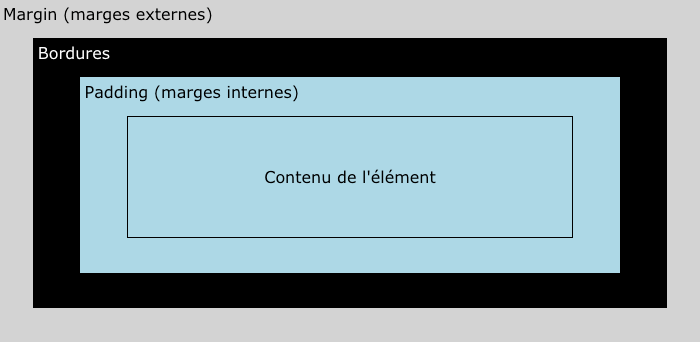 Margin (marges externes)
Bordures
Padding (marges internes)
Contenu de l'élément